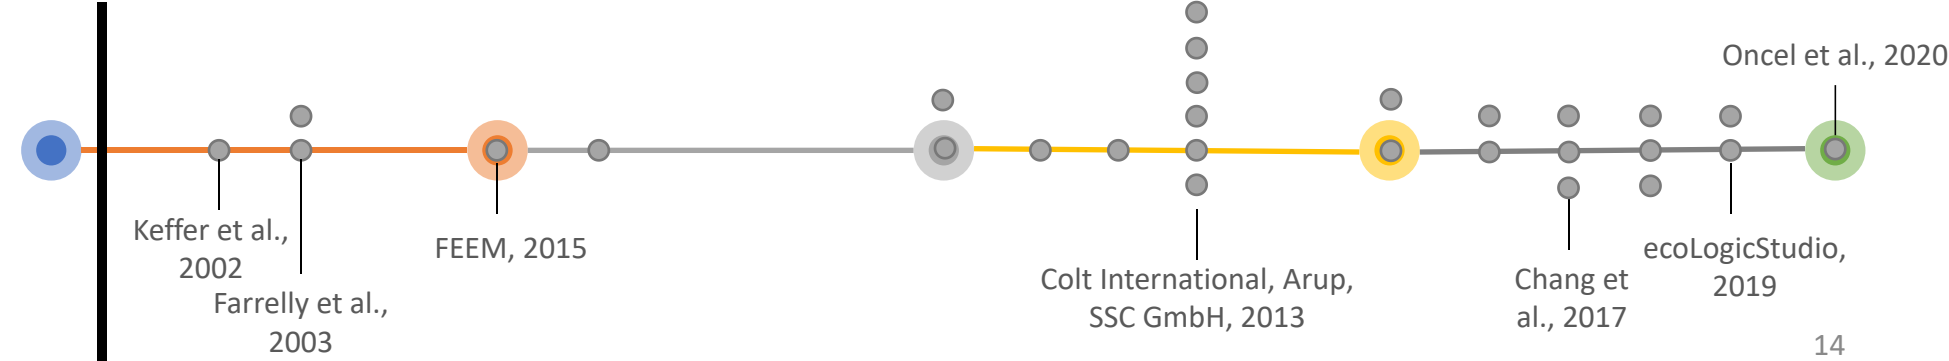 Oncel et al., 2020
Keffer et al.,
2002
FEEM, 2015
ecoLogicStudio,
2019
Colt International, Arup,
SSC GmbH, 2013
Chang et
al., 2017
Farrelly et al.,
2003
14